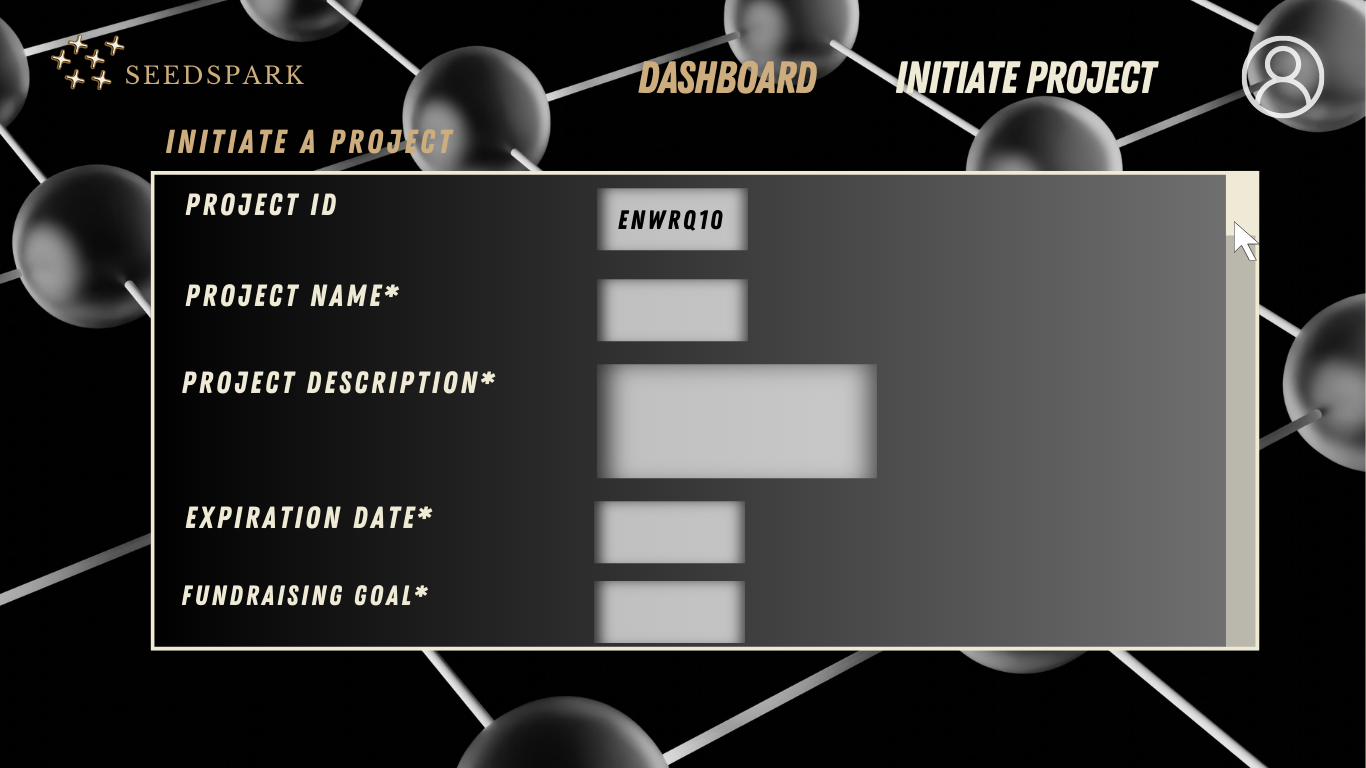 SEEDSPARK
DASHBOARD
INITIATE PROJECT
INITIATE A PROJECT
PROJECT ID
ENWRQ10
PROJECT NAME*
PROJECT DESCRIPTION*
EXPIRATION DATE*
FUNDRAISING GOAL*